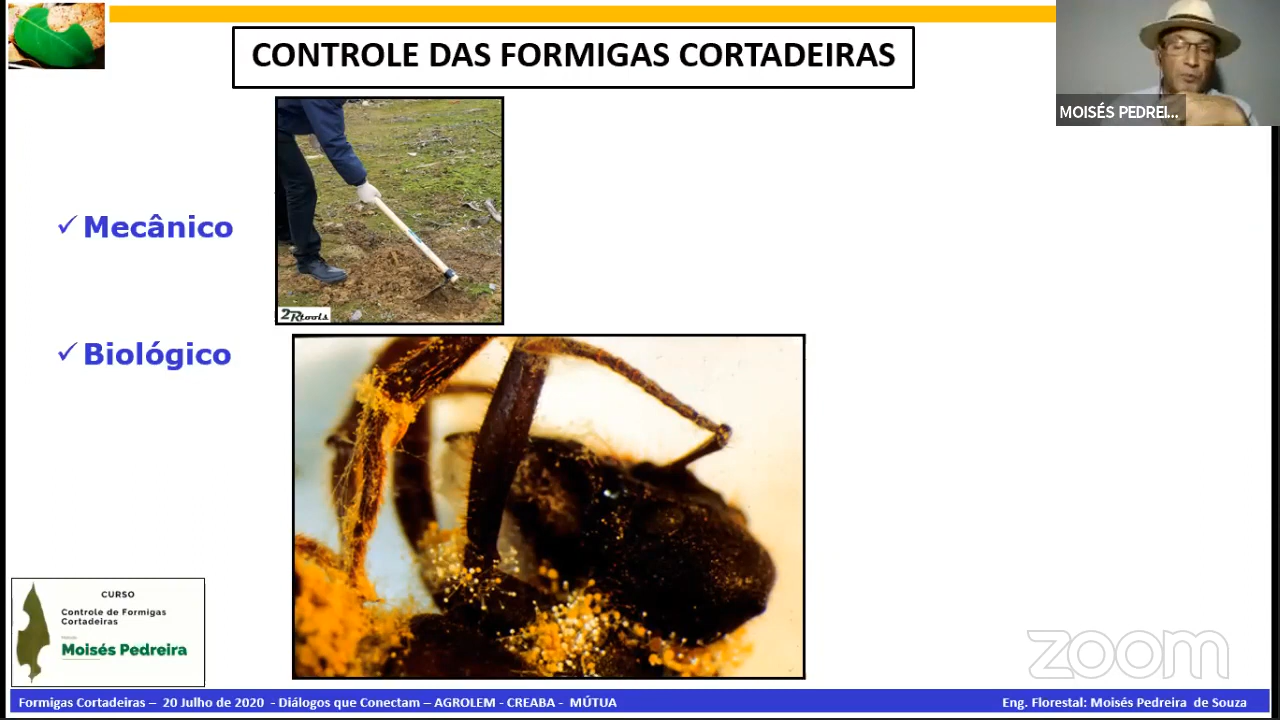 CONTROLE DAS FORMIGAS CORTADEIRAS
MOISÉS PEDREI...
✓ Mecânico
2Rtools
✓ Biológico
CURSO
Controle de Formigas
Cortadeiras
Moisés Pedreira
zoom
Formigas Cortadeiras – 20 Julho de 2020 - Diálogos que Conectam – AGROLEM - CREABA – MÚTUA
Eng. Florestal: Moisés Pedreira de Souza